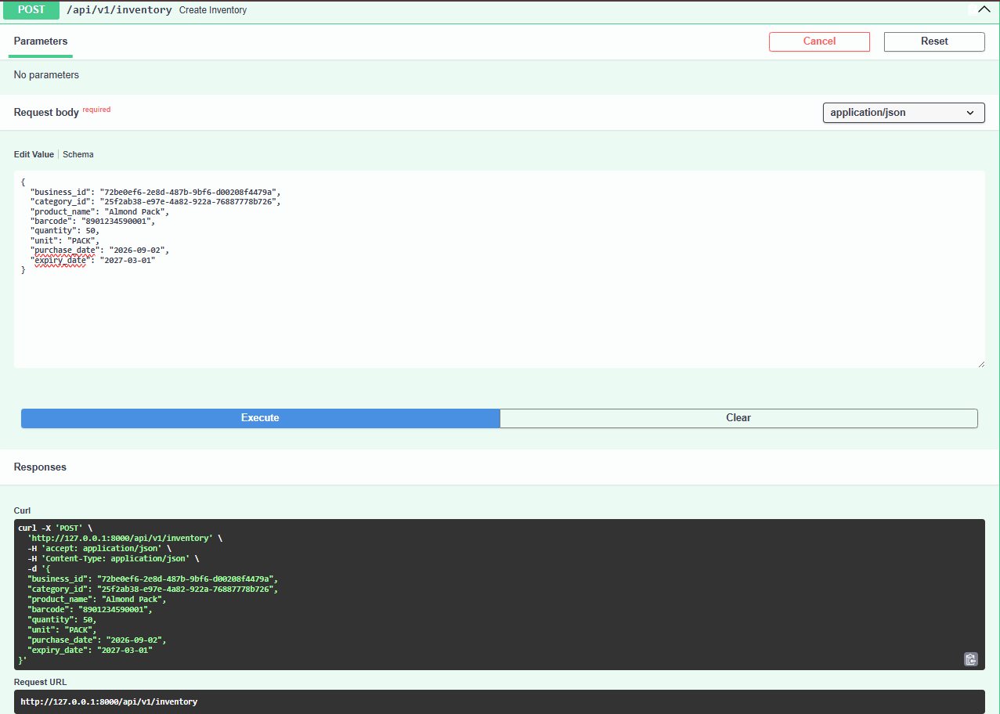 POST /api/v1/inventory Create Inventory
Parameters
Cancel
Reset
No parameters
Request body required
application/json
Edit Value | Schema
{
  "business_id": "72be0ef6-2e8d-487b-9bf6-d00208f4479a",
  "category_id": "25f2ab38-e97e-4a82-922a-76887778b726",
  "product_name": "Almond Pack",
  "barcode": "8901234590001",
  "quantity": 50,
  "unit": "PACK",
  "purchase_date": "2026-09-02",
  "expiry_date": "2027-03-01"
}
Execute
Clear
Responses
Curl
curl -X 'POST' \
  'http://127.0.0.1:8000/api/v1/inventory' \
  -H 'accept: application/json' \
  -H 'Content-Type: application/json' \
  -d '{
  "business_id": "72be0ef6-2e8d-487b-9bf6-d00208f4479a",
  "category_id": "25f2ab38-e97e-4a82-922a-76887778b726",
  "product_name": "Almond Pack",
  "barcode": "8901234590001",
  "quantity": 50,
  "unit": "PACK",
  "purchase_date": "2026-09-02",
  "expiry_date": "2027-03-01"
}'
Request URL
http://127.0.0.1:8000/api/v1/inventory